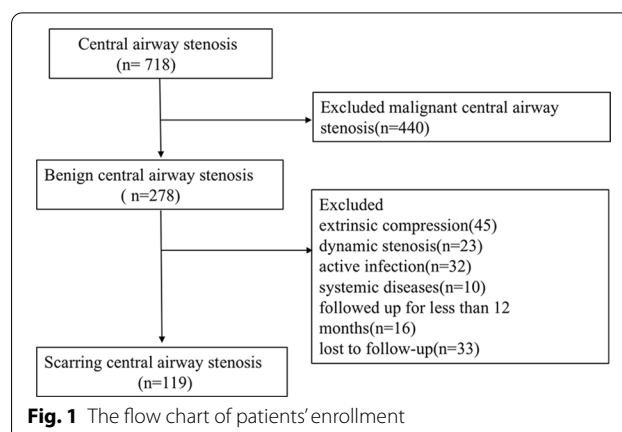 Central airway stenosis
(n= 718)
Excluded malignant central airway
stenosis(n=440)
Benign central airway stenosis
( n=278)
Excluded
extrinsic compression(45)
dynamic stenosis(n=23)
active infection(n=32)
systemic diseases(n=10)
followed up for less than 12
months(n=16)
lost to follow-up(n=33)
Scarring central airway stenosis
(n=119)
Fig. 1 The flow chart of patients’ enrollment